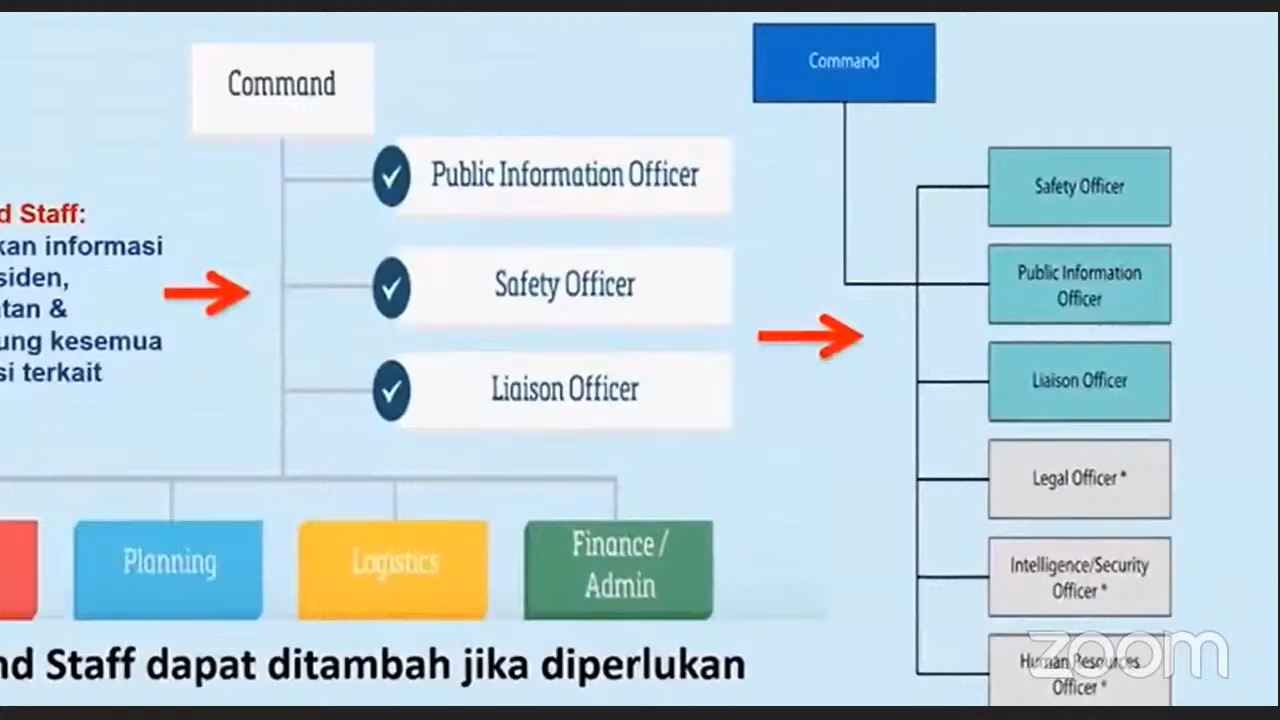 Command
Public Information Officer
Safety Officer
Liaison Officer
d Staff:
kan informasi
siden,
tan &
ung kesemua
si terkait
Planning
Logistics
Finance /
Admin
nd Staff dapat ditambah jika diperlukan
Command
Safety Officer
Public Information
Officer
Liaison Officer
Legal Officer *
Intelligence/Security
Officer *
Human Resources
Officer *
zoom